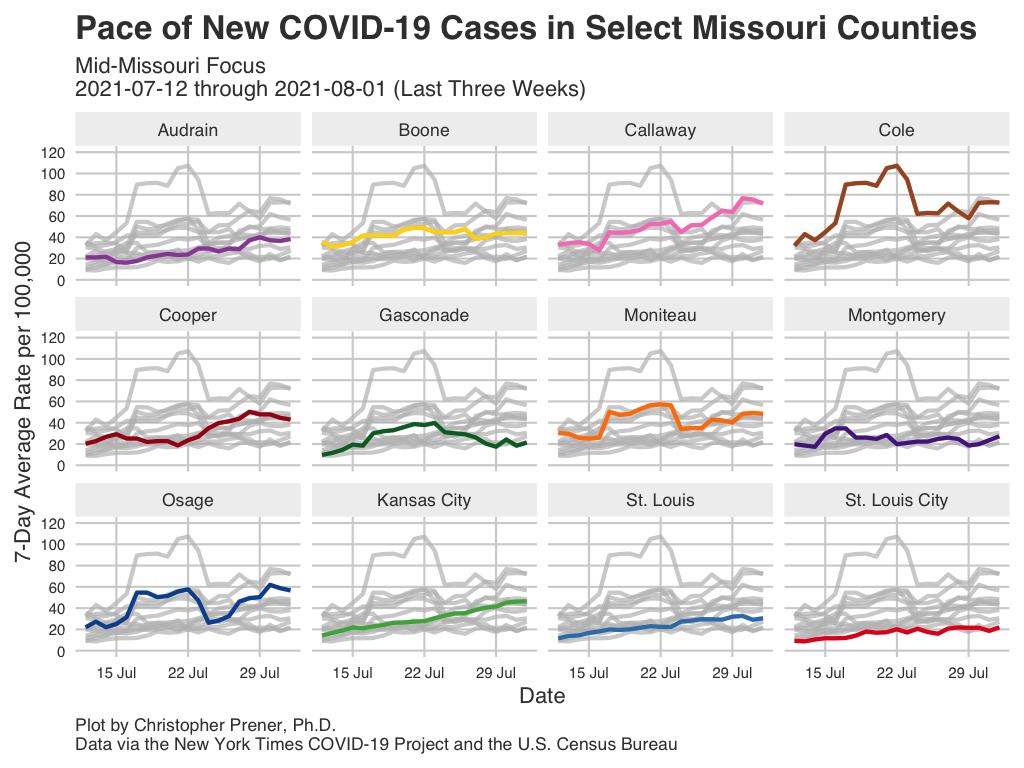 Pace of New COVID-19 Cases in Select Missouri Counties
Mid-Missouri Focus
2021-07-12 through 2021-08-01 (Last Three Weeks)
Audrain
Boone
Callaway
Cole
120
100
80
60
40
20
0
Cooper
Gasconade
Moniteau
Montgomery
120
100
80
60
40
20
0
Osage
Kansas City
St. Louis
St. Louis City
120
100
80
60
40
20
0
7-Day Average Rate per 100,000
15 Jul 22 Jul 29 Jul
15 Jul 22 Jul 29 Jul
15 Jul 22 Jul 29 Jul
15 Jul 22 Jul 29 Jul
Date
Plot by Christopher Prener, Ph.D.
Data via the New York Times COVID-19 Project and the U.S. Census Bureau